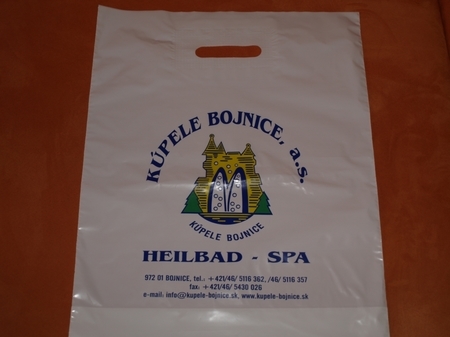 KÚPELE BOJNICE, a.s.
KÚPELE BOJNICE
HEILBAD - SPA
972 01 BOJNICE, tel.: +421/46/ 5116 362, /46/ 5116 357
fax: +421/46/ 5430 026
e-mail: info@kupele-bojnice.sk, www.kupele-bojnice.sk